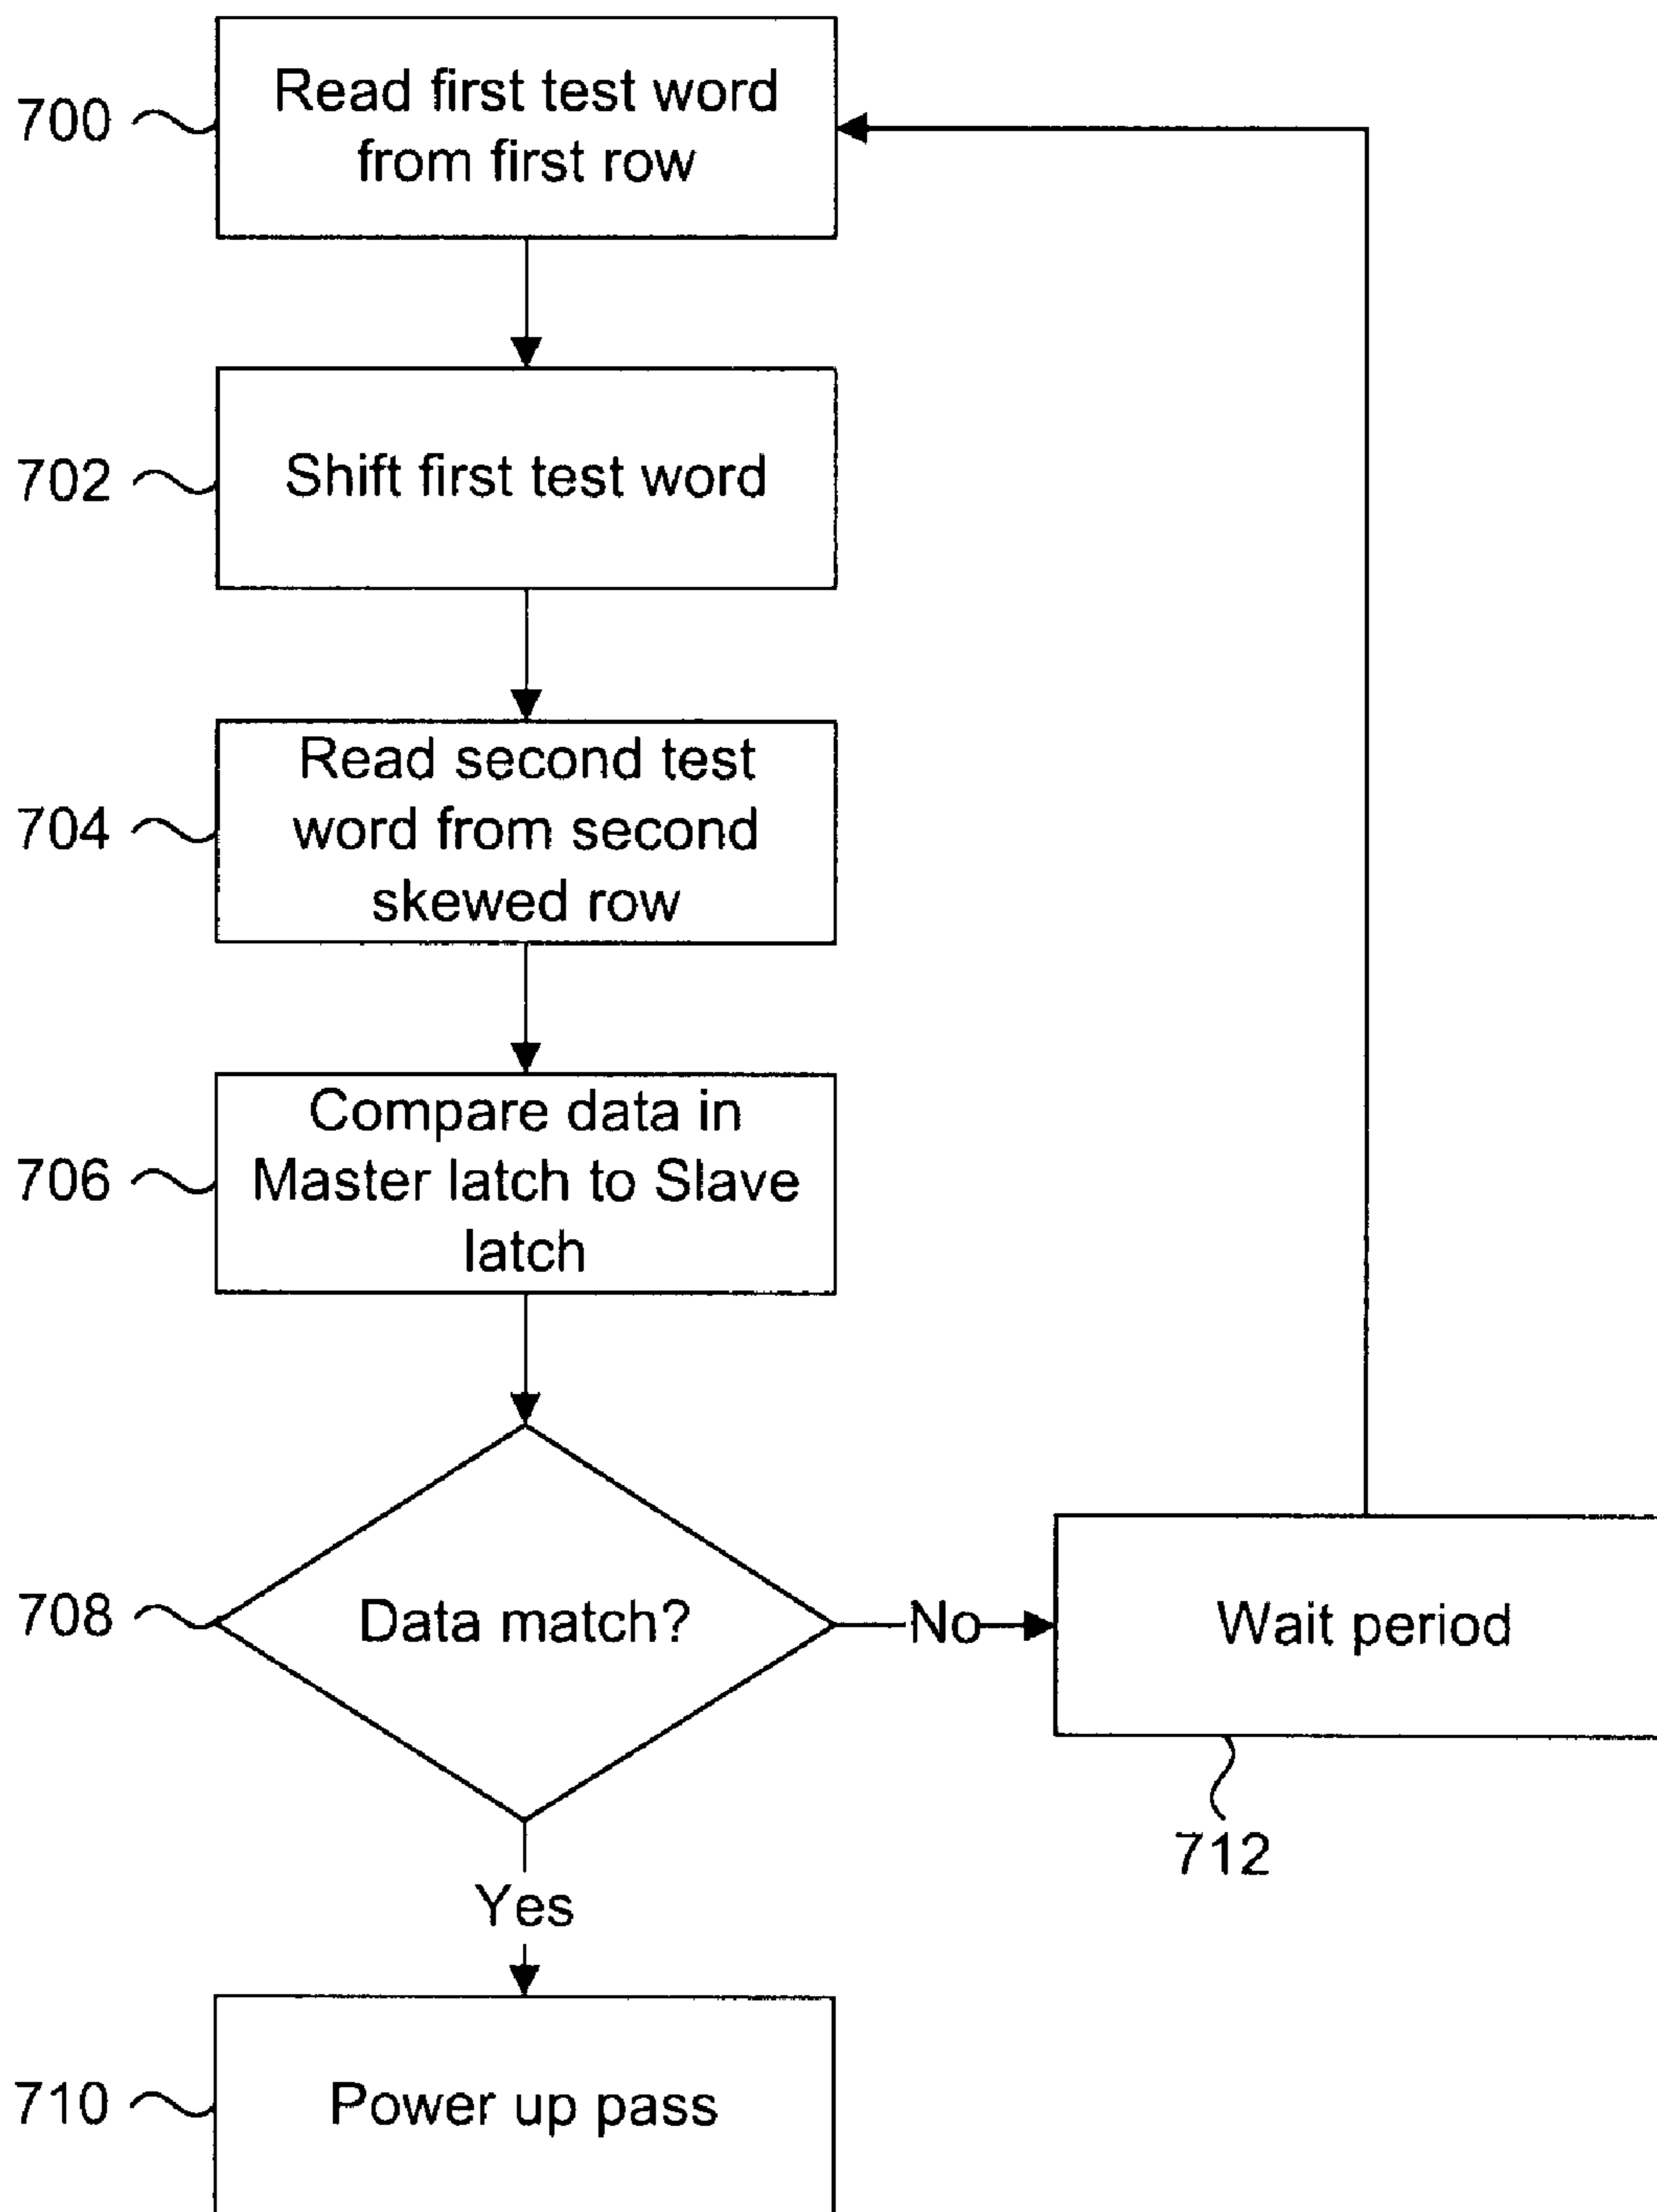 700
Read first test word
from first row
702
Shift first test word
704
Read second test
word from second
skewed row
706
Compare data in
Master latch to Slave
latch
708
Data match?
No
Wait period
712
Yes
710
Power up pass